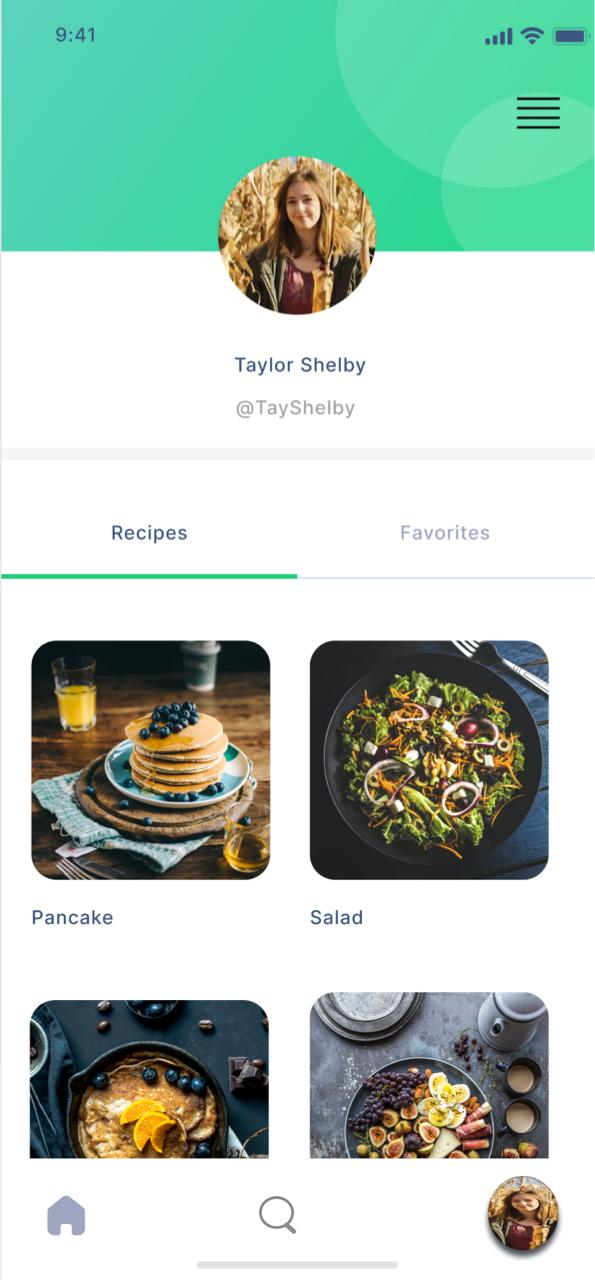 9:41
Taylor Shelby
@TayShelby
Recipes
Favorites
Pancake
Salad